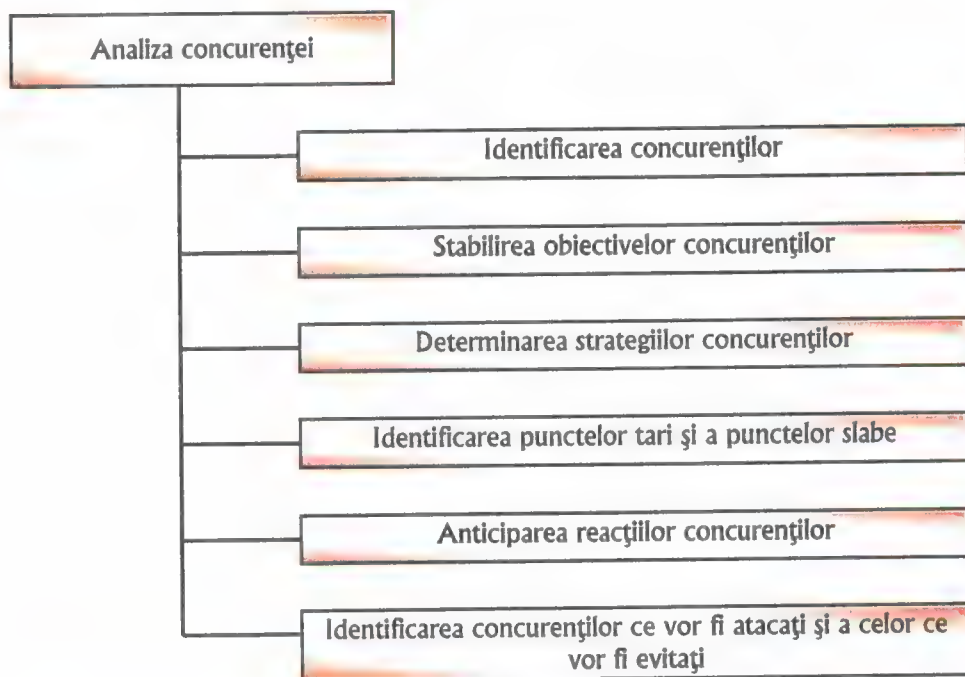 Analiza concurenţei
Identificarea concurenţilor
Stabilirea obiectivelor concurenţilor
Determinarea strategiilor concurenţilor
Identificarea punctelor tari şi a punctelor slabe
Anticiparea reacţiilor concurenţilor
Identificarea concurenţilor ce vor fi atacaţi şi a celor ce
vor fi evitaţi